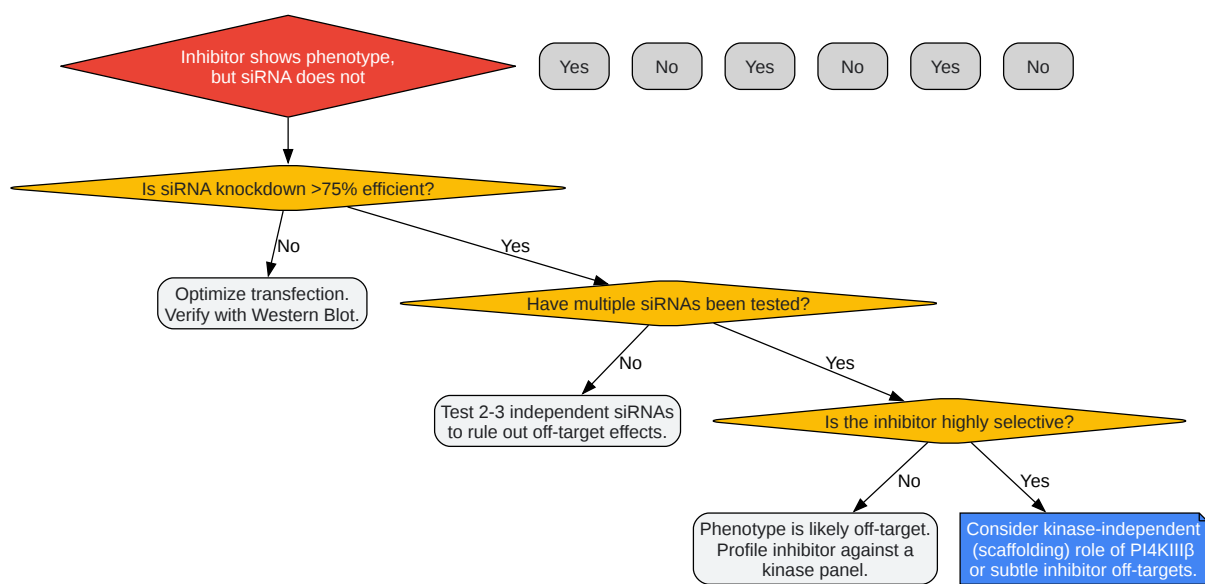 Inhibitor shows phenotype,
but siRNA does not
Yes
No
Yes
No
Yes
No
Is siRNA knockdown >75% efficient?
No
Yes
Optimize transfection.
Verify with Western Blot.
Have multiple siRNAs been tested?
No
Yes
Test 2-3 independent siRNAs
to rule out off-target effects.
Is the inhibitor highly selective?
No
Yes
Phenotype is likely off-target.
Profile inhibitor against a
kinase panel.
Consider kinase-independent
(scaffolding) role of PI4KIIIβ
or subtle inhibitor off-targets.